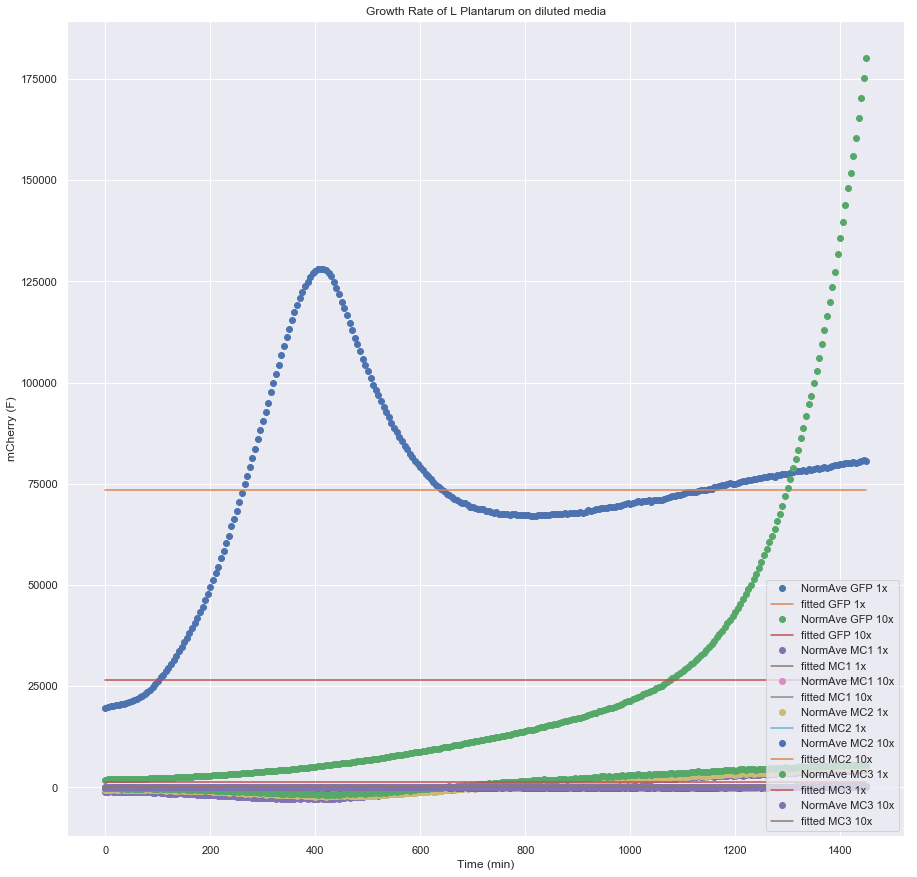 Growth Rate of L Plantarum on diluted media
175000
150000
125000
100000
75000
50000
25000
0
mCherry (F)
NormAve GFP 1x
fitted GFP 1x
NormAve GFP 10x
fitted GFP 10x
NormAve MC1 1x
fitted MC1 1x
NormAve MC1 10x
fitted MC1 10x
NormAve MC2 1x
fitted MC2 1x
NormAve MC2 10x
fitted MC2 10x
NormAve MC3 1x
fitted MC3 1x
NormAve MC3 10x
fitted MC3 10x
0 200 400 600 800 1000 1200 1400
Time (min)